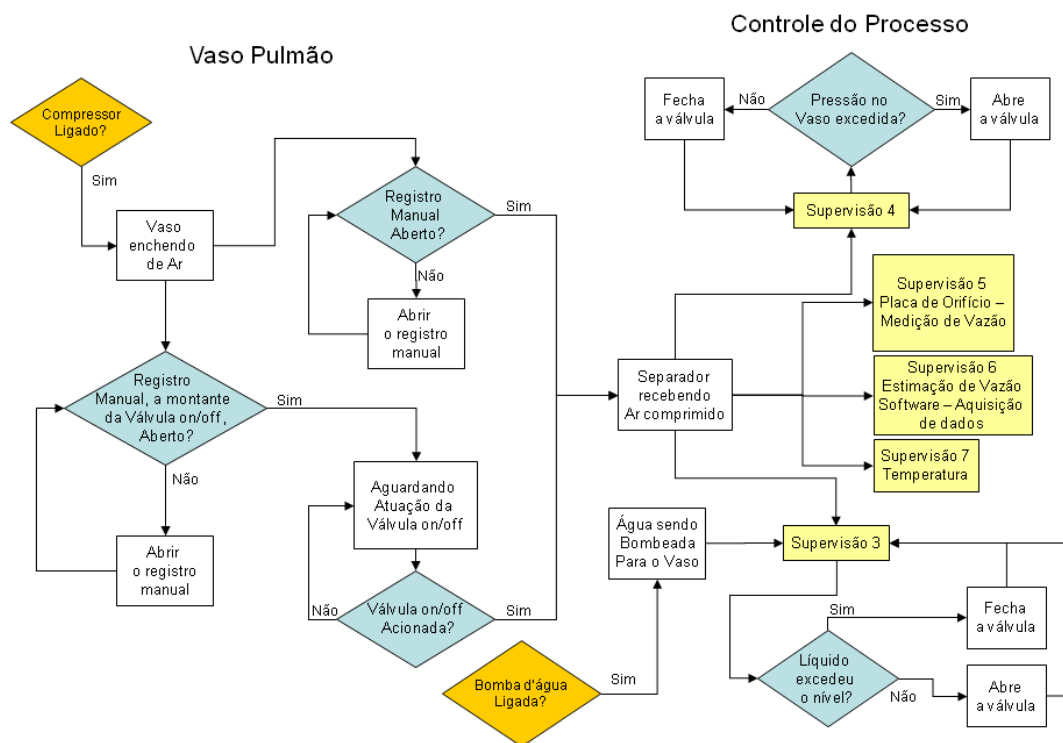 Controle do Processo
Vaso Pulmão
Compressor
Ligado?
Sim
Vaso
enchendo
de Ar
Registro
Manual
Aberto?
Sim
Não
Abrir
o registro
manual
Registro
Manual, a montante
da Válvula on/off,
Aberto?
Sim
Não
Abrir
o registro
manual
Aguardando
Atuação da
Válvula on/off
Não
Válvula on/off
Acionada?
Sim
Fecha
a válvula
Não
Pressão no
Vaso excedida?
Sim
Abre
a válvula
Supervisão 4
Separador
recebendo
Ar comprimido
Supervisão 5
Placa de Orifício –
Medição de Vazão
Supervisão 6
Estimação de Vazão
Software – Aquisição
de dados
Supervisão 7
Temperatura
Água sendo
Bombeada
Para o Vaso
Supervisão 3
Bomba d'água
Ligada?
Sim
Líquido
excedeu
o nível?
Sim
Fecha
a válvula
Não
Abre
a válvula